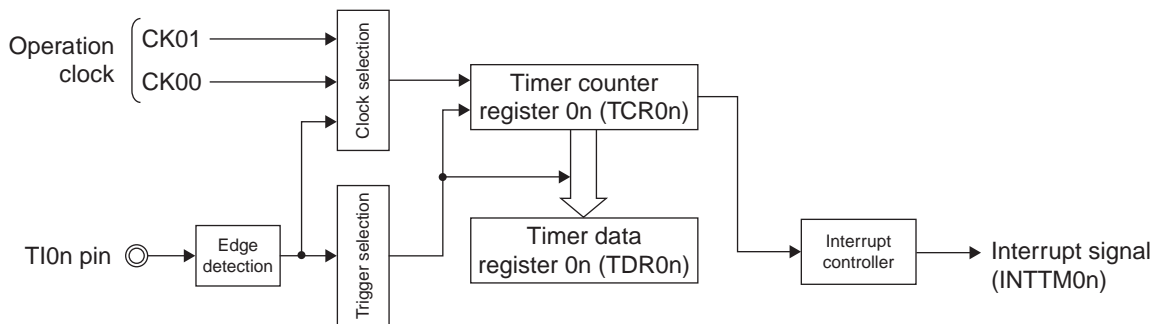 Operation
clock
CK01
CK00
Clock selection
Timer counter
register 0n (TCR0n)
TI0n pin
Edge
detection
Trigger selection
Timer data
register 0n (TDR0n)
Interrupt
controller
Interrupt signal
(INTTM0n)